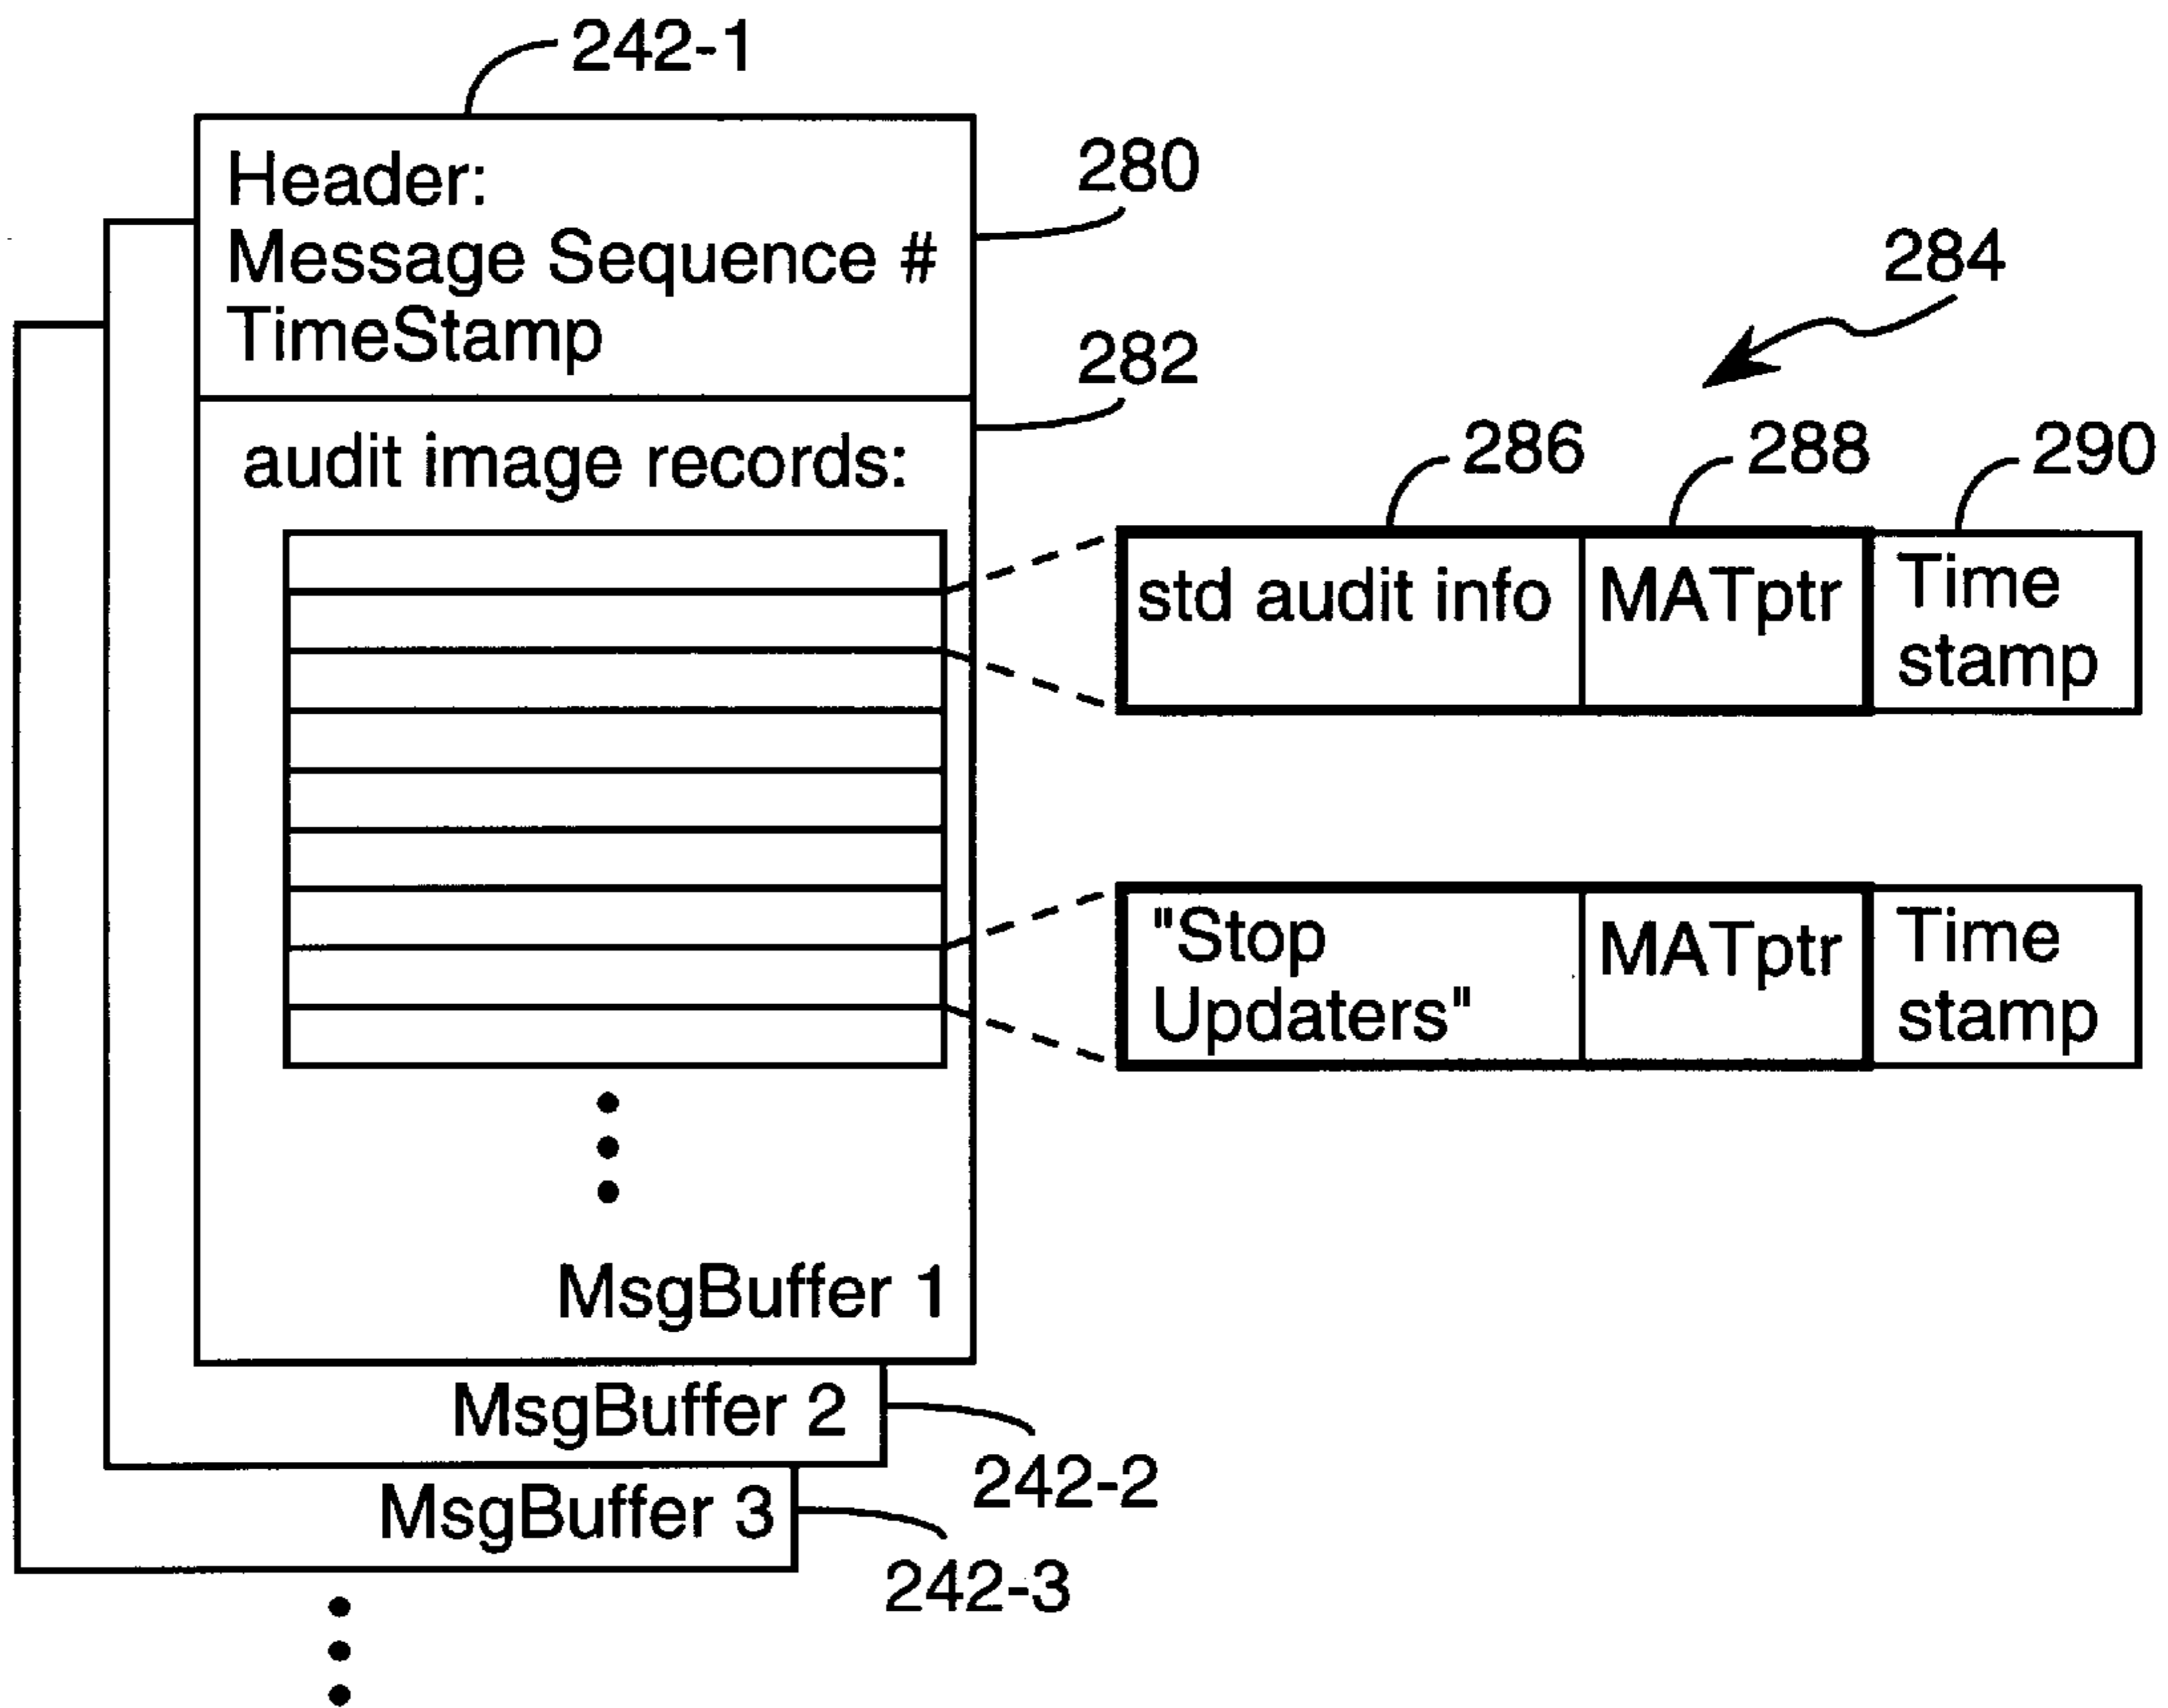 242-1
Header:
Message Sequence #
TimeStamp
280
282
284
audit image records:
286
288
290
std audit info
MATptr
Time
stamp
"Stop
Updaters"
MATptr
Time
stamp
MsgBuffer 1
MsgBuffer 2
242-2
MsgBuffer 3
242-3